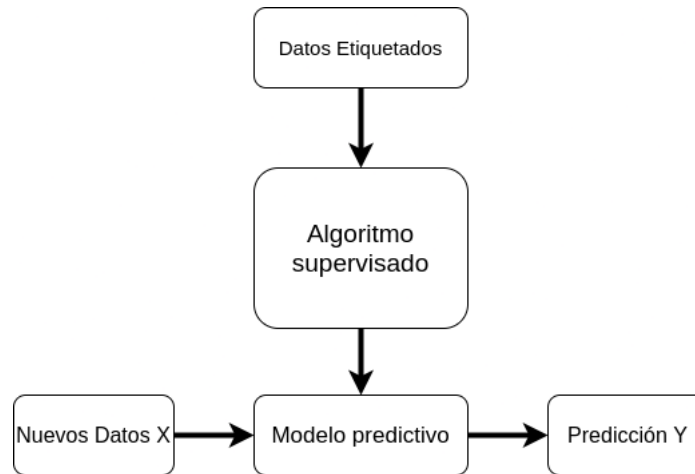 Datos Etiquetados
Algoritmo
supervisado
Nuevos Datos X
Modelo predictivo
Predicción Y